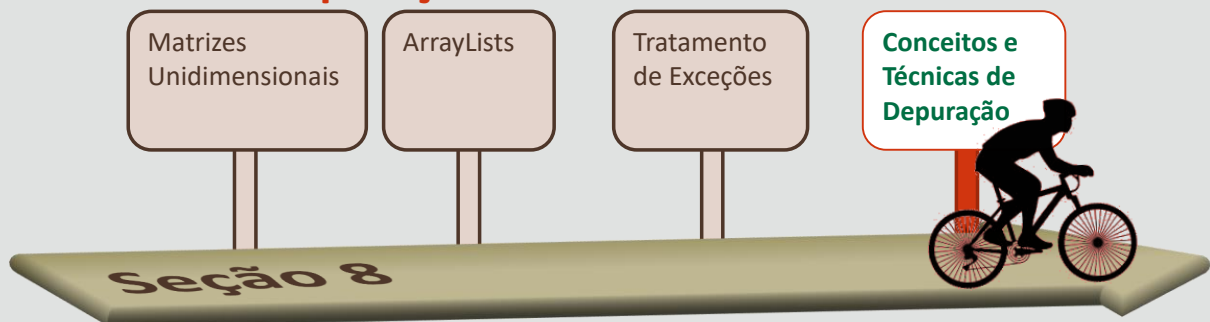 Matrizes
Unidimensionais
ArrayLists
Tratamento
de Exceções
Conceitos e
Técnicas de
Depuração
Seção 8